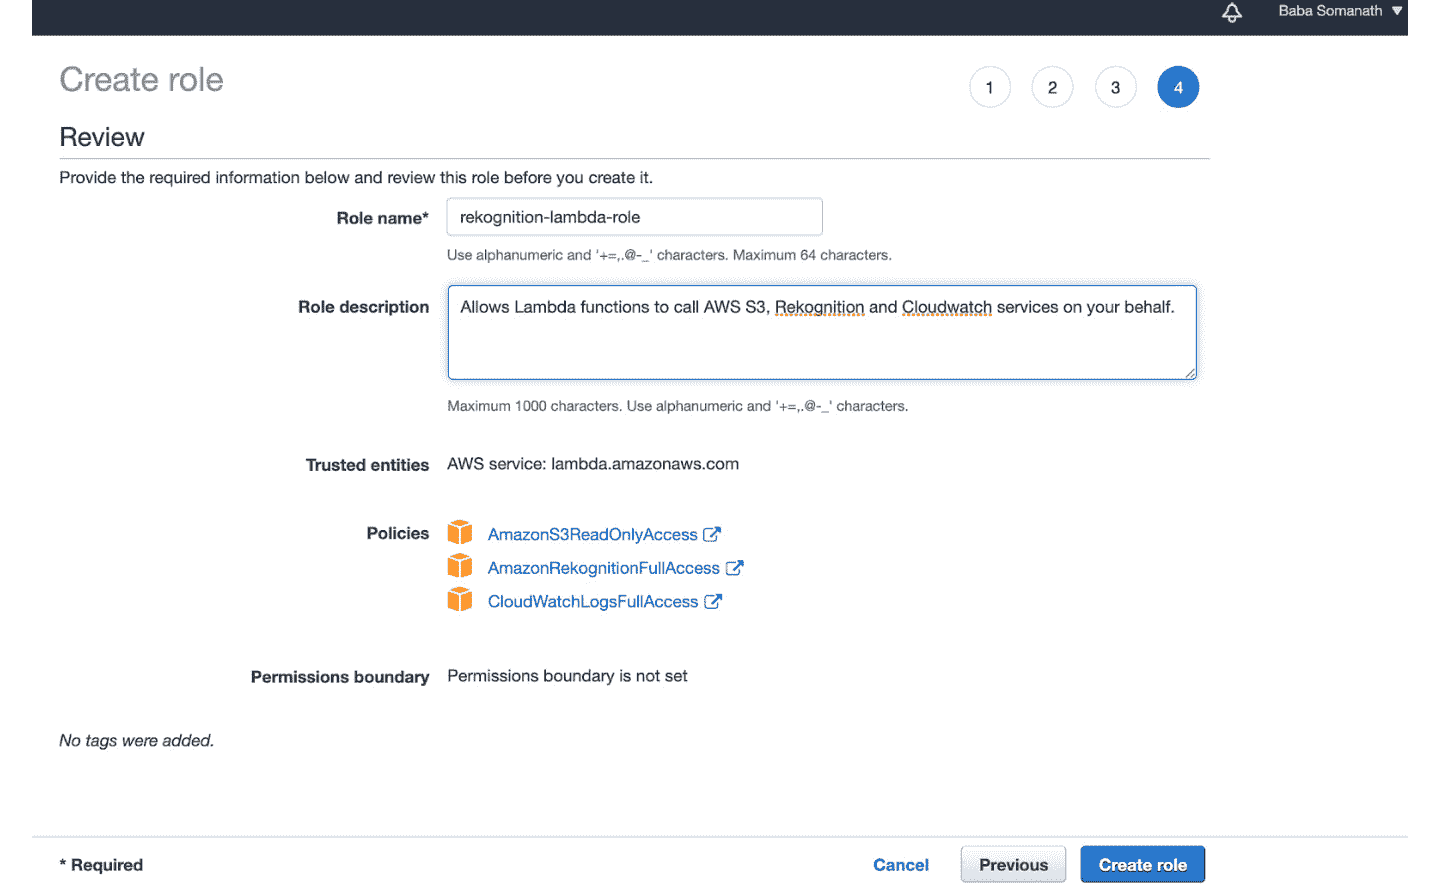 Baba Somanath
Create role
1 2 3 4
Review
Provide the required information below and review this role before you create it.
Role name* rekognition-lambda-role
Use alphanumeric and '+=,.@-_' characters. Maximum 64 characters.
Role description Allows Lambda functions to call AWS S3, Rekognition and Cloudwatch services on your behalf.
Maximum 1000 characters. Use alphanumeric and '+=,.@-_' characters.
Trusted entities AWS service: lambda.amazonaws.com
Policies AmazonS3ReadOnlyAccess
AmazonRekognitionFullAccess
CloudWatchLogsFullAccess
Permissions boundary Permissions boundary is not set
No tags were added.
* Required Cancel Previous Create role